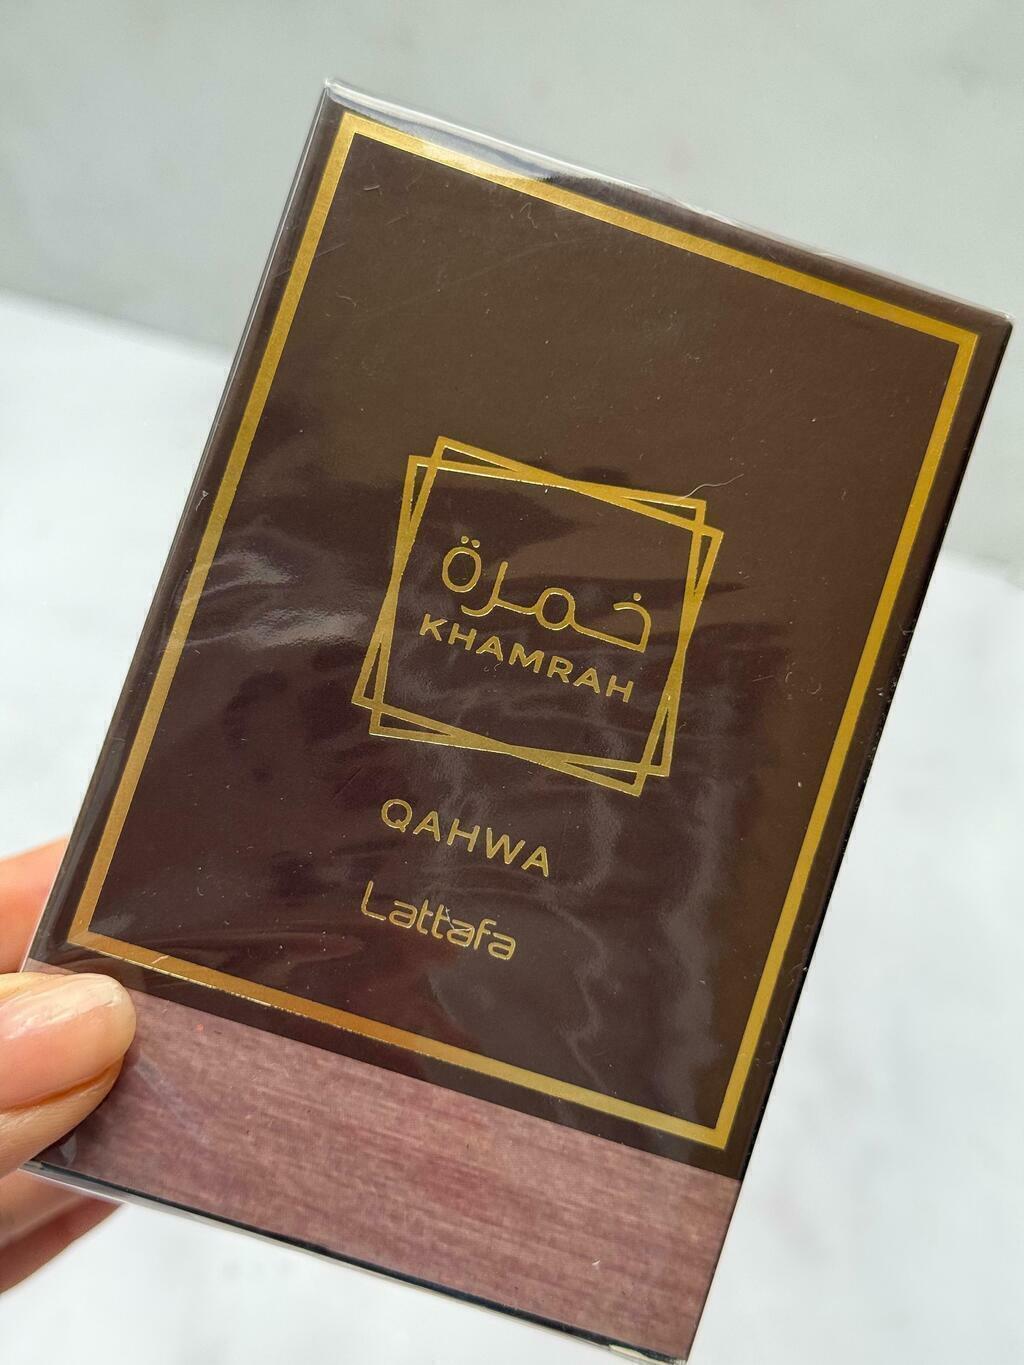 خمرة
KHAMRAH
QAHWA
Lattafa